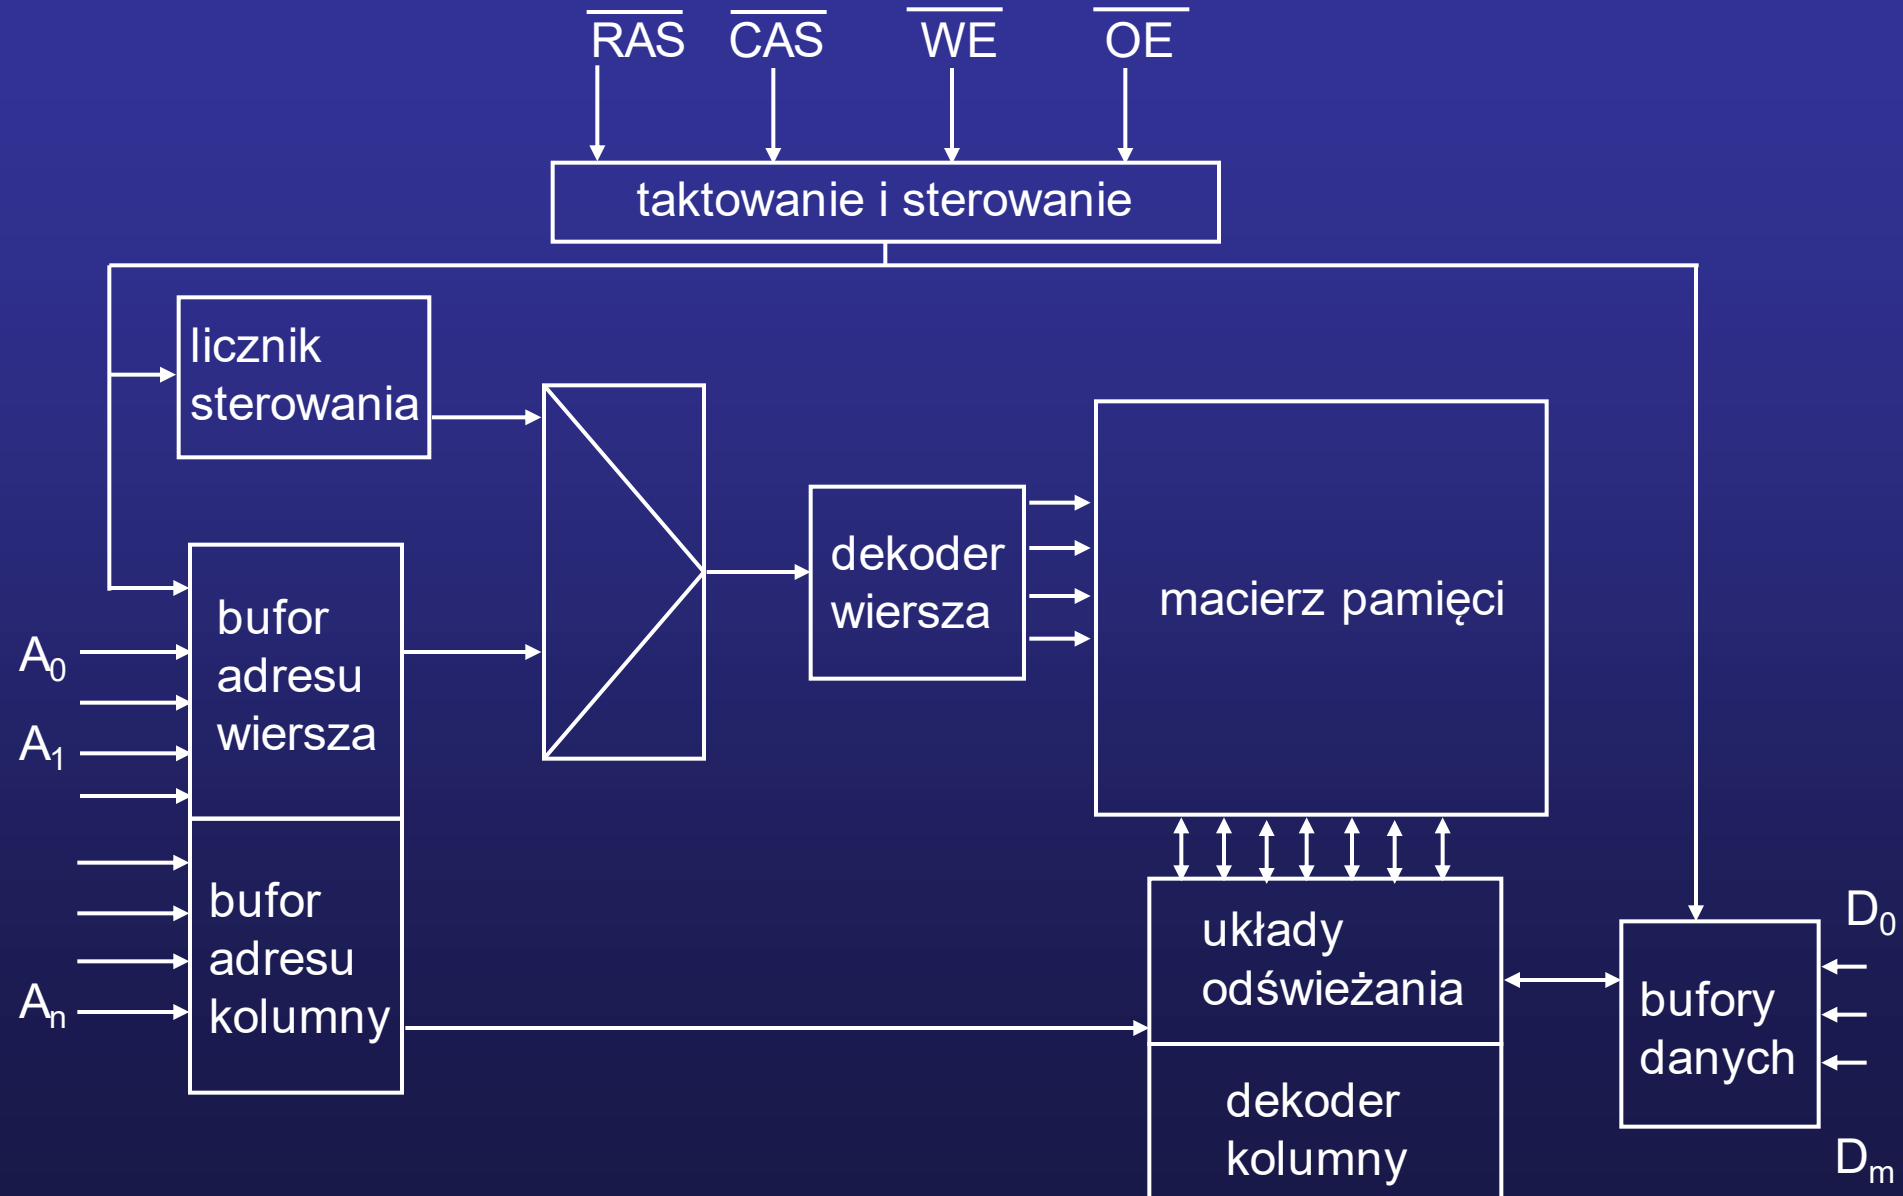 RAS CAS WE OE
taktowanie i sterowanie
licznik
sterowania
bufor
adresu
wiersza
A0
A1
bufor
adresu
kolumny
An
dekoder
wiersza
macierz pamięci
układy
odświeżania
dekoder
kolumny
bufory
danych
D0
Dm